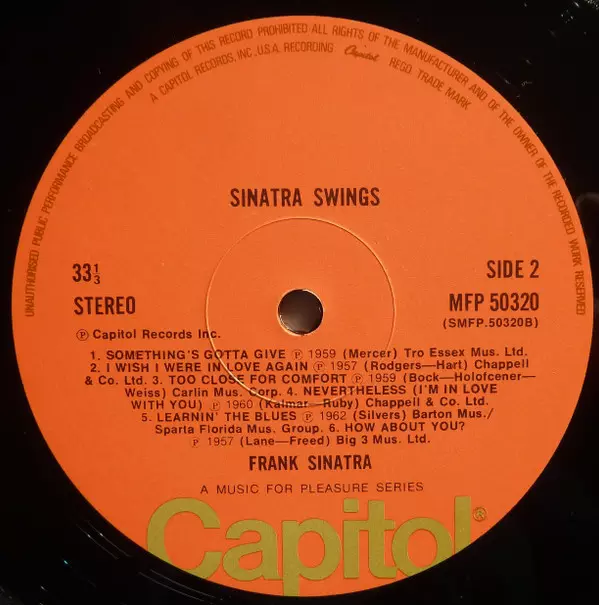 UNAUTHORISED PUBLIC PERFORMANCE BROADCASTING AND COPYING OF THIS RECORD PROHIBITED ALL RIGHTS OF THE MANUFACTURER AND OF THE OWNER OF THE RECORDED WORK RESERVED
A CAPITOL RECORDS, INC., U.S.A. RECORDING Capitol REGD. TRADE MARK
SINATRA SWINGS
33⅓
SIDE 2
STEREO
MFP 50320
(SMFP.50320B)
Ⓟ Capitol Records Inc.
1. SOMETHING'S GOTTA GIVE Ⓟ 1959 (Mercer) Tro Essex Mus. Ltd.
2. I WISH I WERE IN LOVE AGAIN Ⓟ 1957 (Rodgers—Hart) Chappell
& Co. Ltd. 3. TOO CLOSE FOR COMFORT Ⓟ 1959 (Bock—Holofcener-
Weiss) Carlin Mus. Corp. 4. NEVERTHELESS (I'M IN LOVE
WITH YOU) Ⓟ 1960 (Kalmar—Ruby) Chappell & Co. Ltd.
5. LEARNIN' THE BLUES Ⓟ 1962 (Silvers) Barton Mus./
Sparta Florida Mus. Group. 6. HOW ABOUT YOU?
Ⓟ 1957 (Lane—Freed) Big 3 Mus. Ltd.
FRANK SINATRA
A MUSIC FOR PLEASURE SERIES
Capitol®